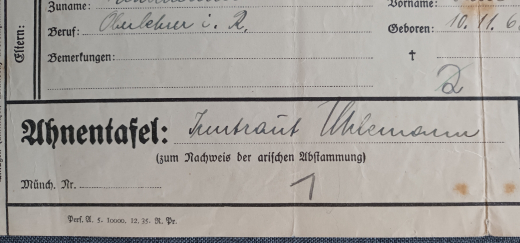 Zuname:
Vorname:
Eltern:
Beruf: Oberlehrer i. R.
Geboren: 10. 11. 6
Bemerkungen:
†
2
Ahnentafel: Irmtraut Uhlemann
(zum Nachweis der arischen Abstammung)
Münch. Nr.
1
Perf. A. 5. 10000. 12. 35. R. Pr.